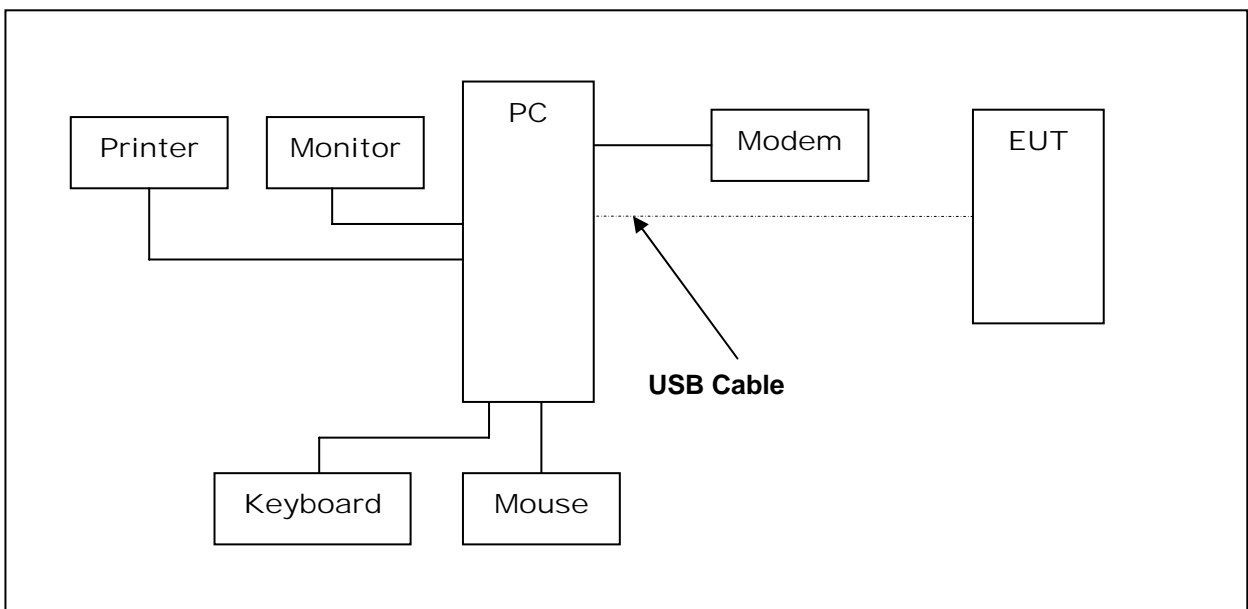 PC
Printer
Monitor
Modem
EUT
USB Cable
Keyboard
Mouse